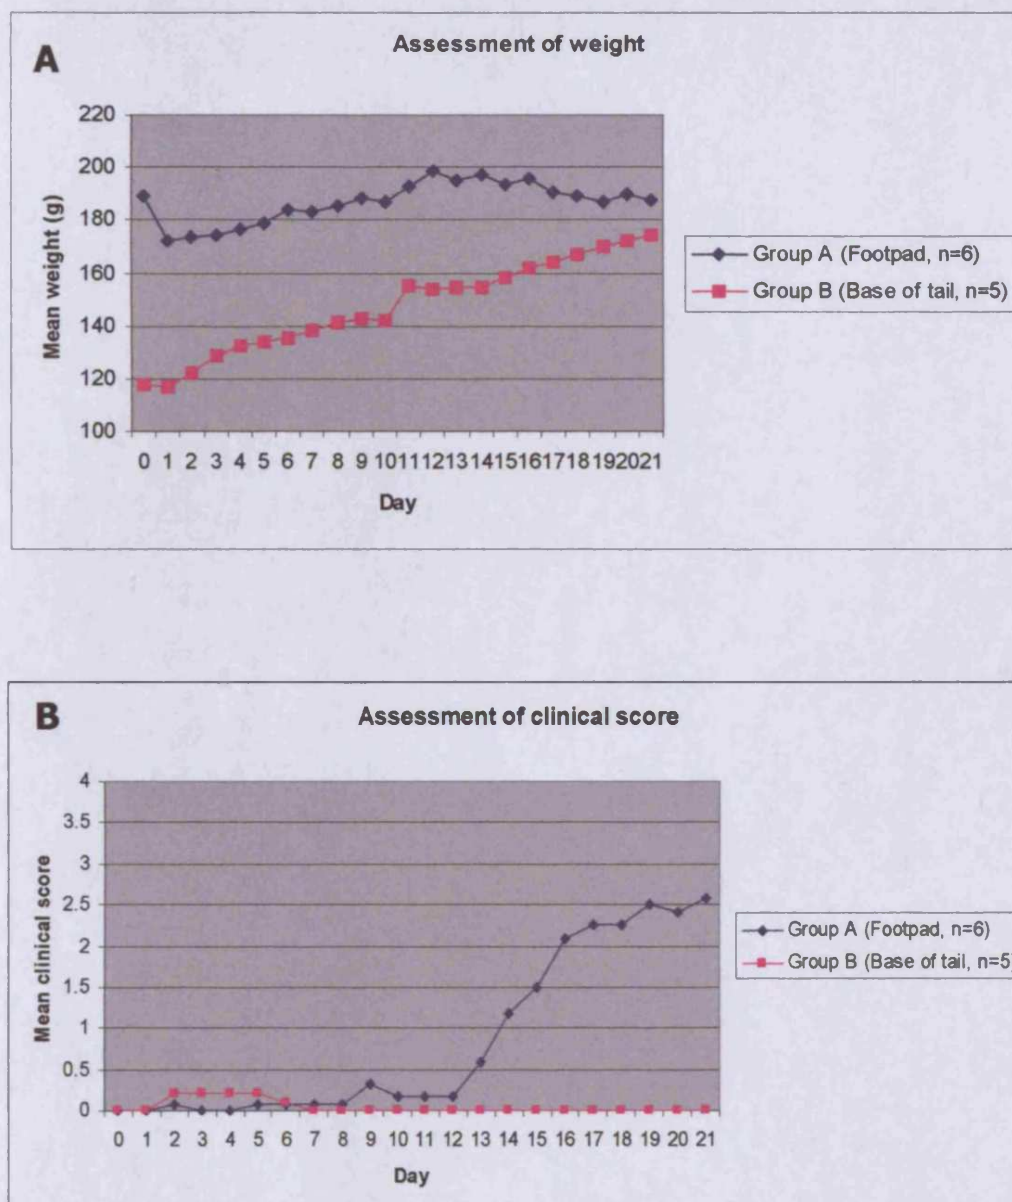 A
Assessment of weight
Mean weight (g)
220
200
180
160
140
120
100
0 1 2 3 4 5 6 7 8 9 10 11 12 13 14 15 16 17 18 19 20 21
Day
Group A (Footpad, n=6)
Group B (Base of tail, n=5)
B
Assessment of clinical score
Mean clinical score
4
3.5
3
2.5
2
1.5
1
0.5
0
0 1 2 3 4 5 6 7 8 9 10 11 12 13 14 15 16 17 18 19 20 21
Day
Group A (Footpad, n=6)
Group B (Base of tail, n=5)